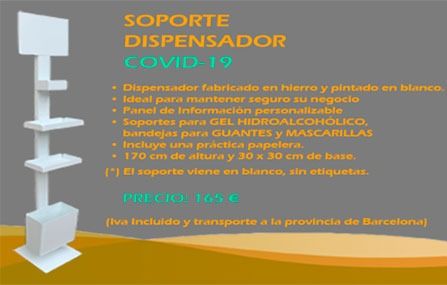 SOPORTE
DISPENSADOR
COVID-19
• Dispensador fabricado en hierro y pintado en blanco.
• Ideal para mantener seguro su negocio
• Panel de Información personalizable
• Soportes para GEL HIDROALCOHÓLICO,
bandejas para GUANTES y MASCARILLAS
• Incluye una práctica papelera.
• 170 cm de altura y 30 x 30 cm de base.
(*) El soporte viene en blanco, sin etiquetas.
PRECIO: 165 €
(Iva Incluido y transporte a la provincia de Barcelona)